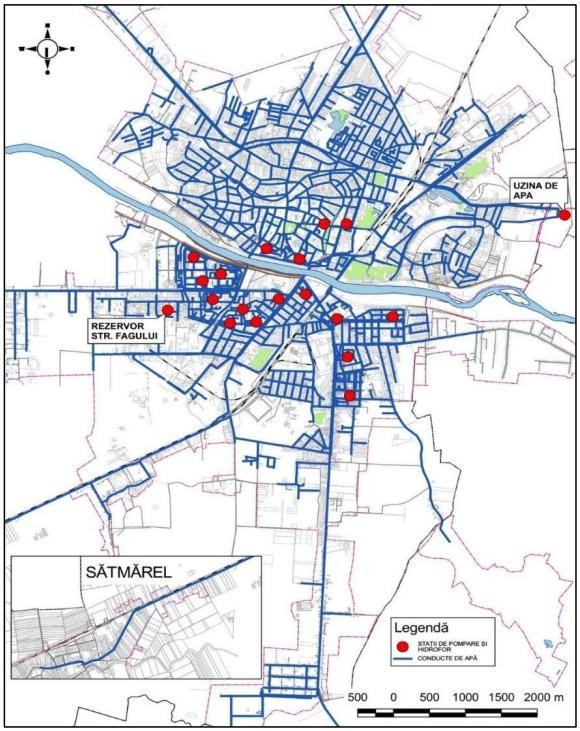 UZINA DE
APA
REZERVOR
STR. FAGULUI
SĂTMĂREL
Legendă
STAȚII DE POMPARE SI
HIDROFOR
CONDUCTE DE APĂ
500 0 500 1000 1500 2000 m